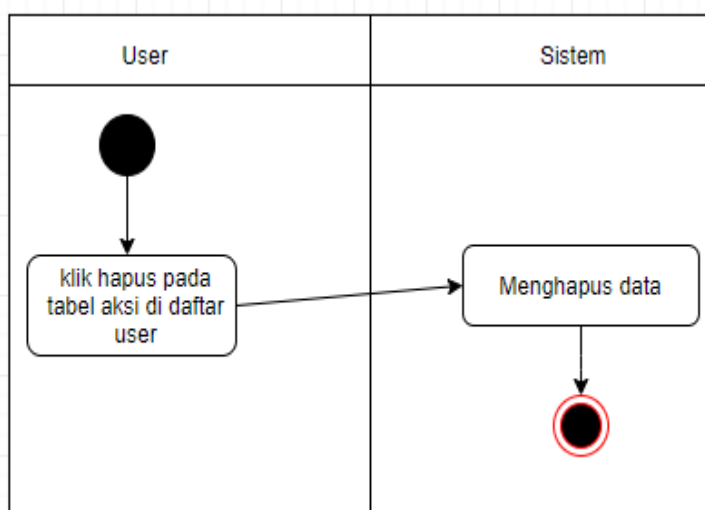 User
Sistem
klik hapus pada
tabel aksi di daftar
user
Menghapus data